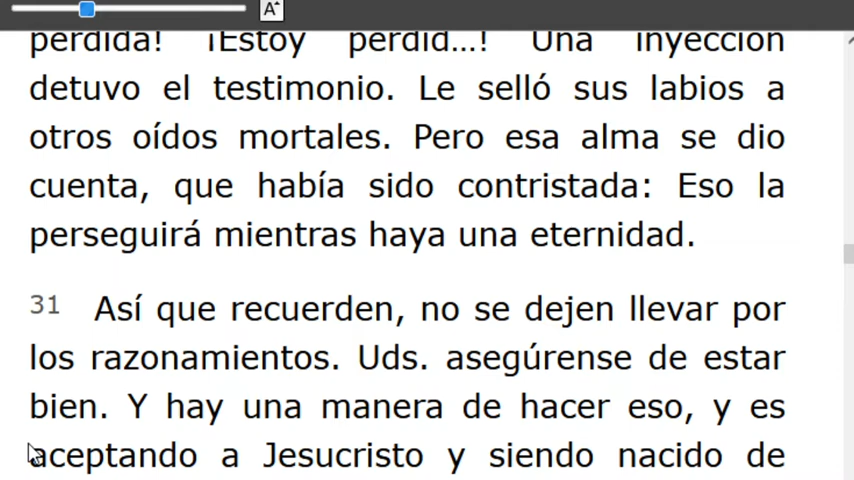 perdida! ¡Estoy perdid...! Una inyección
detuvo el testimonio. Le selló sus labios a
otros oídos mortales. Pero esa alma se dio
cuenta, que había sido contristada: Eso la
perseguirá mientras haya una eternidad.
31 Así que recuerden, no se dejen llevar por
los razonamientos. Uds. asegúrense de estar
bien. Y hay una manera de hacer eso, y es
aceptando a Jesucristo y siendo nacido de